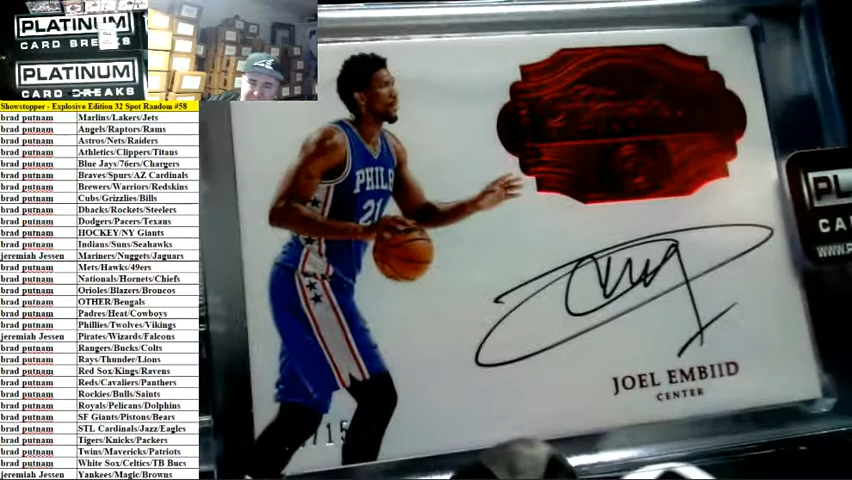 PLATINUM
CARD BREAKS
PLATINUM
CARD BREAKS
Showstopper - Explosive Edition 32 Spot Random #58
brad putnam Marlins/Lakers/Jets
brad putnam Angels/Raptors/Rams
brad putnam Astros/Nets/Raiders
brad putnam Athletics/Clippers/Titans
brad putnam Blue Jays/76ers/Chargers
brad putnam Braves/Spurs/AZ Cardinals
brad putnam Brewers/Warriors/Redskins
brad putnam Cubs/Grizzlies/Bills
brad putnam Dbacks/Rockets/Steelers
brad putnam Dodgers/Pacers/Texans
brad putnam HOCKEY/NY Giants
brad putnam Indians/Suns/Seahawks
jeremiah Jessen Mariners/Nuggets/Jaguars
brad putnam Mets/Hawks/49ers
brad putnam Nationals/Hornets/Chiefs
brad putnam Orioles/Blazers/Broncos
brad putnam OTHER/Bengals
brad putnam Padres/Heat/Cowboys
brad putnam Phillies/Twolves/Vikings
jeremiah Jessen Pirates/Wizards/Falcons
brad putnam Rangers/Bucks/Colts
brad putnam Rays/Thunder/Lions
brad putnam Red Sox/Kings/Ravens
brad putnam Reds/Cavaliers/Panthers
brad putnam Rockies/Bulls/Saints
brad putnam Royals/Pelicans/Dolphins
brad putnam SF Giants/Pistons/Bears
brad putnam STL Cardinals/Jazz/Eagles
brad putnam Tigers/Knicks/Packers
brad putnam Twins/Mavericks/Patriots
brad putnam White Sox/Celtics/TB Bucs
jeremiah Jessen Yankees/Magic/Browns
PHILA
21
JOEL EMBIID
CENTER
/15
PL
CA
WWW.P